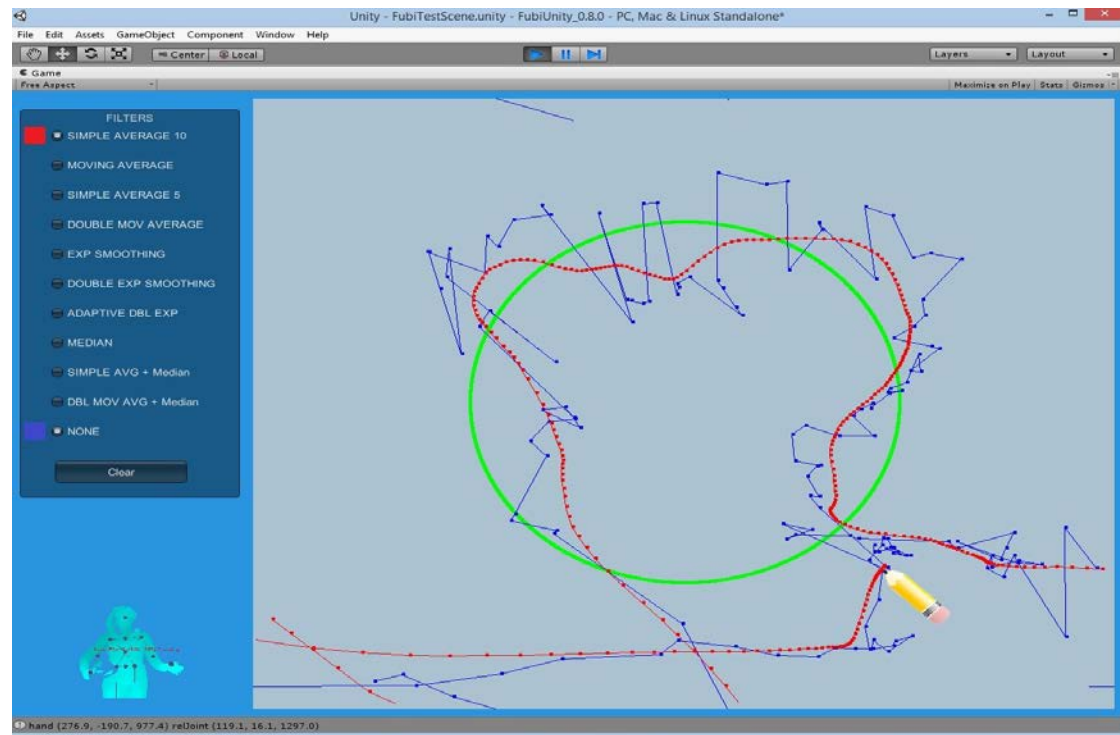 Unity - FubiTestScene.unity - FubiUnity_0.8.0 - PC, Mac & Linux Standalone*
File Edit Assets GameObject Component Window Help
Center Local Layers Layout
Game
Free Aspect Maximize on Play Stats Gizmos
FILTERS
SIMPLE AVERAGE 10
MOVING AVERAGE
SIMPLE AVERAGE 5
DOUBLE MOV AVERAGE
EXP SMOOTHING
DOUBLE EXP SMOOTHING
ADAPTIVE DBL EXP
MEDIAN
SIMPLE AVG + Median
DBL MOV AVG + Median
NONE
Clear
hand (276.9, -190.7, 977.4) relJoint (119.1, 16.1, 1297.0)